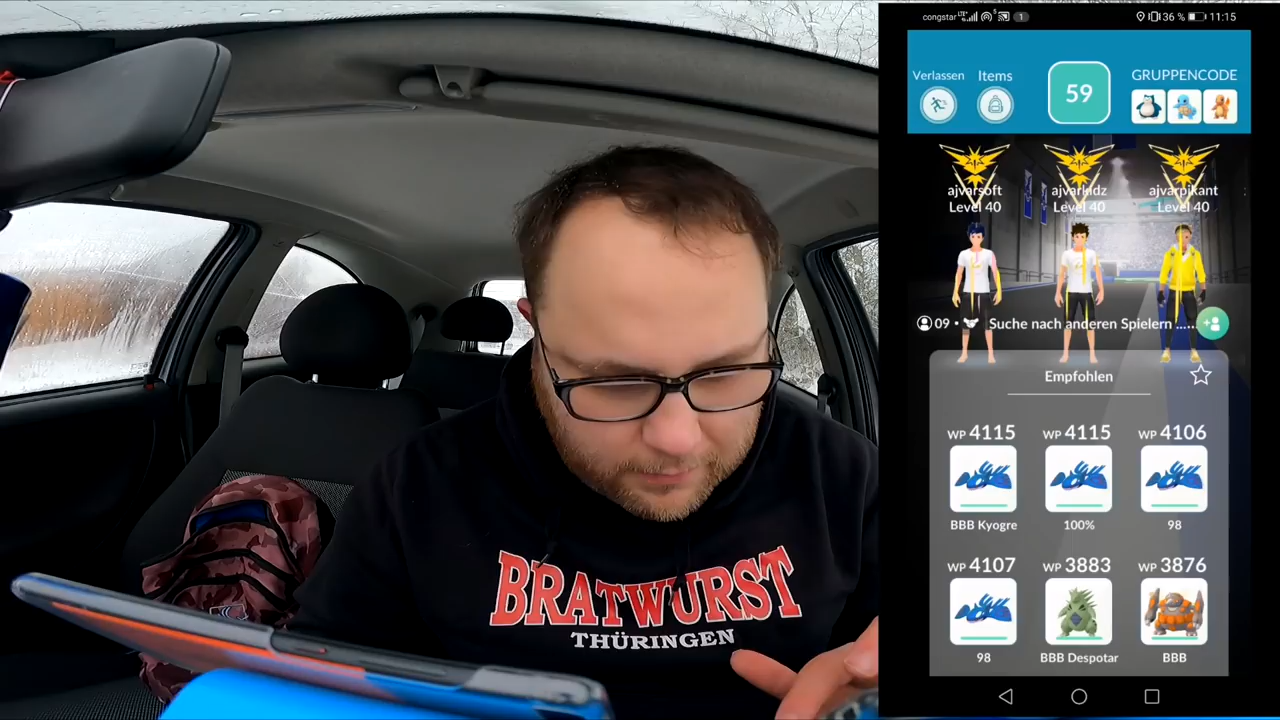 congstar
1
36 %
11:15
Verlassen
Items
59
GRUPPENCODE
ajvarsoft
Level 40
ajvarkidz
Level 40
ajvarpikant
Level 40
09 •
Suche nach anderen Spielern ......
Empfohlen
WP 4115
WP 4115
WP 4106
BBB Kyogre
100%
98
WP 4107
WP 3883
WP 3876
98
BBB Despotar
BBB
BRATWURST
THÜRINGEN